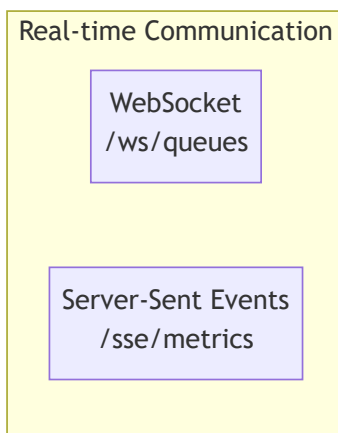 Real-time Communication
WebSocket
/ws/queues
Server-Sent Events
/sse/metrics